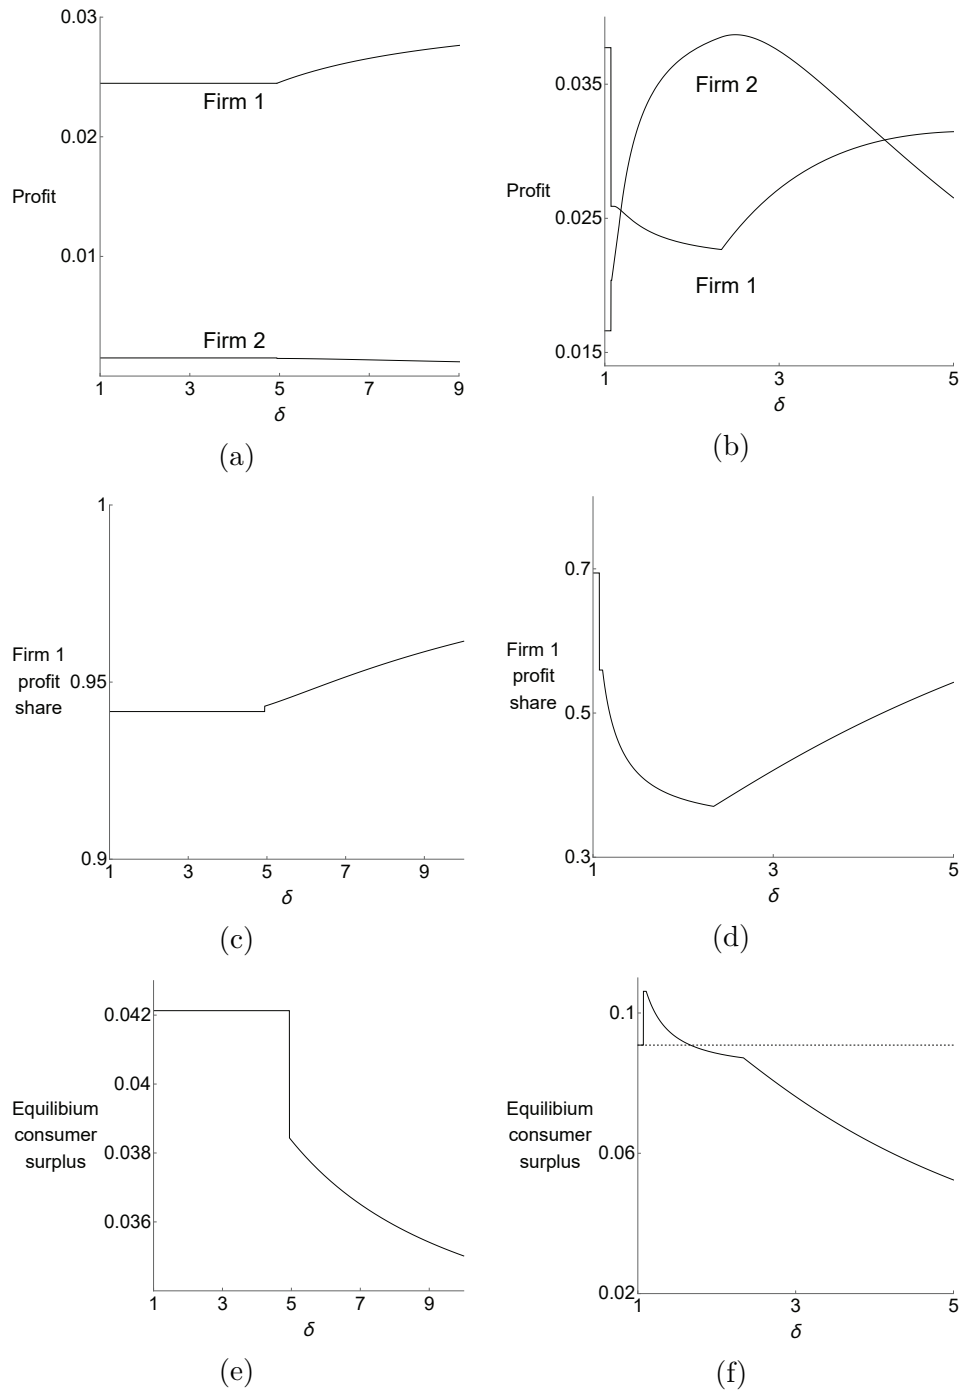 0.03
Firm 1
0.02
Profit
0.01
Firm 2
1 3 5 7 9
δ
(a)
0.035
Firm 2
Profit
0.025
Firm 1
0.015
1 3 5
δ
(b)
1
Firm 1
profit
share
0.95
0.9
1 3 5 7 9
δ
(c)
0.7
Firm 1
profit
share
0.5
0.3
1 3 5
δ
(d)
0.042
0.04
Equilibium
consumer
surplus
0.038
0.036
1 3 5 7 9
δ
(e)
0.1
Equilibium
consumer
surplus
0.06
0.02
1 3 5
δ
(f)